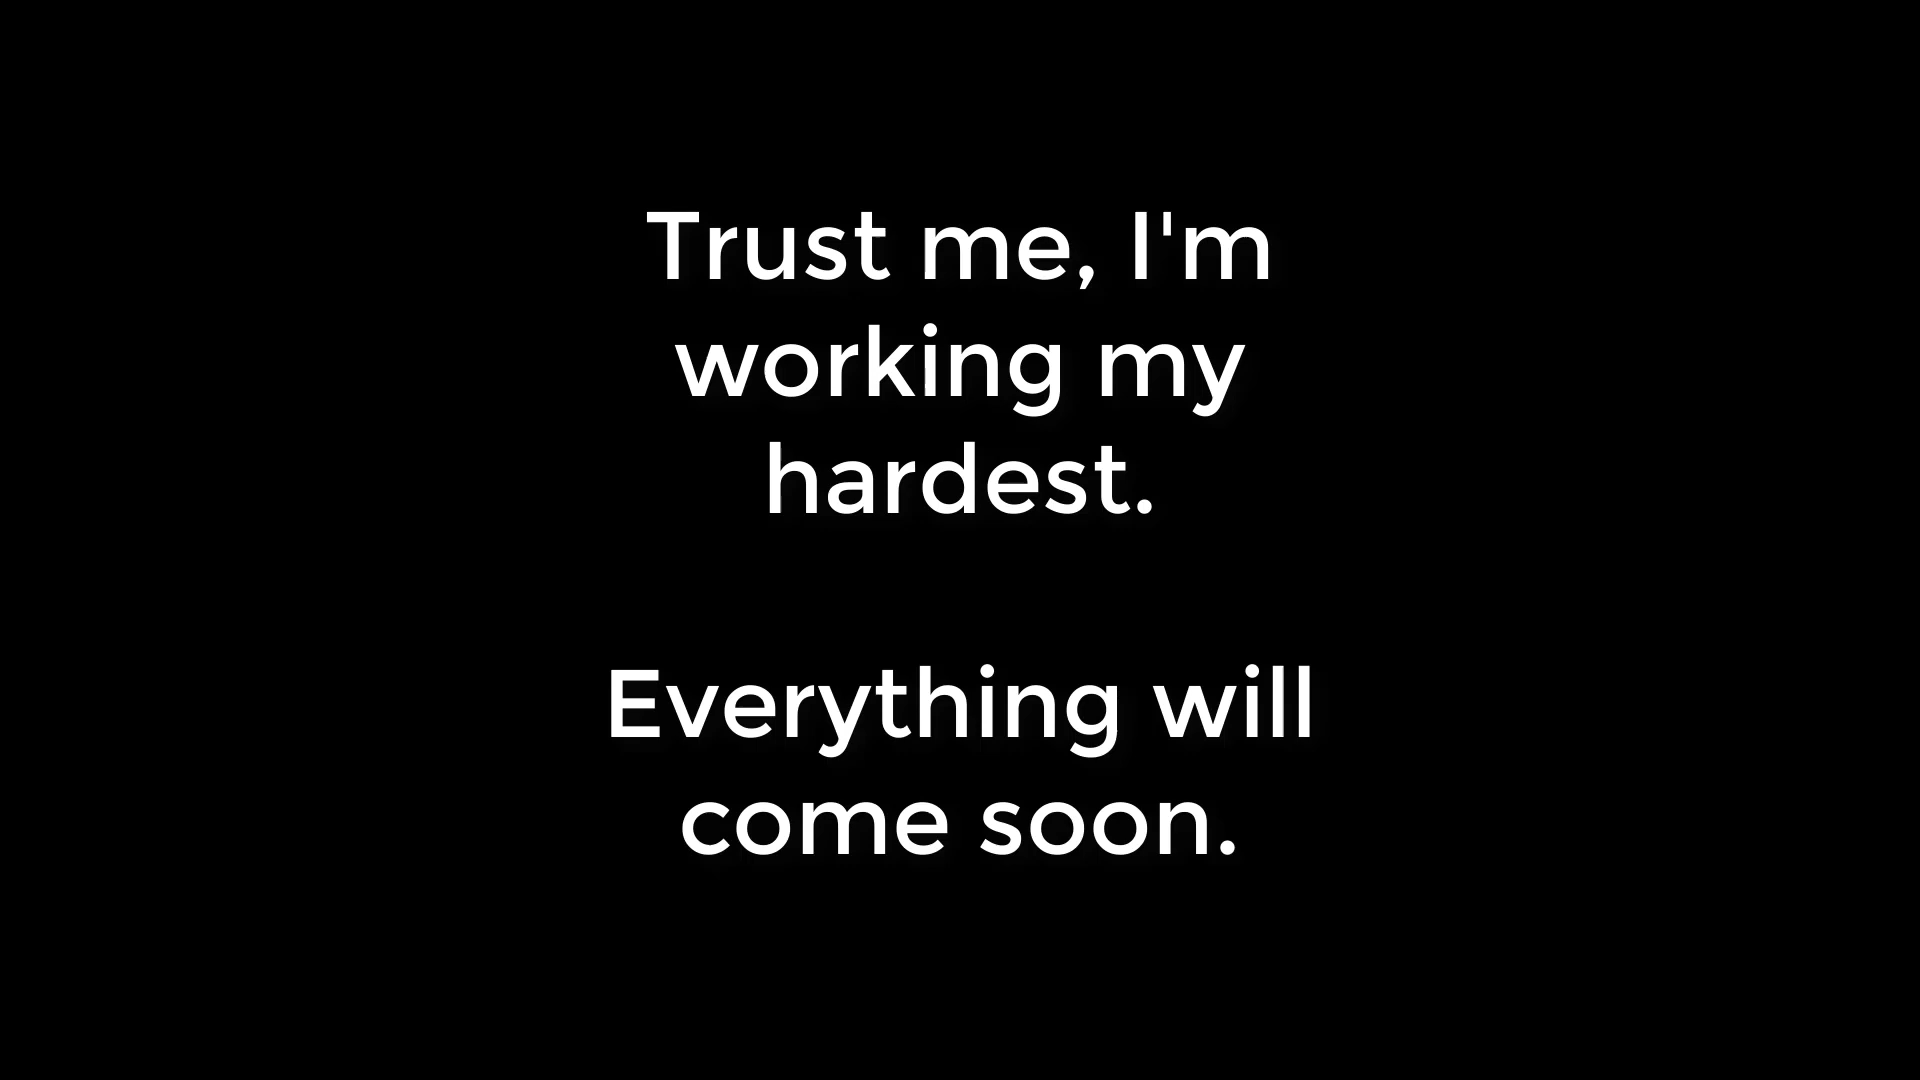 Trust me, I'm
working my
hardest.
Everything will
come soon.